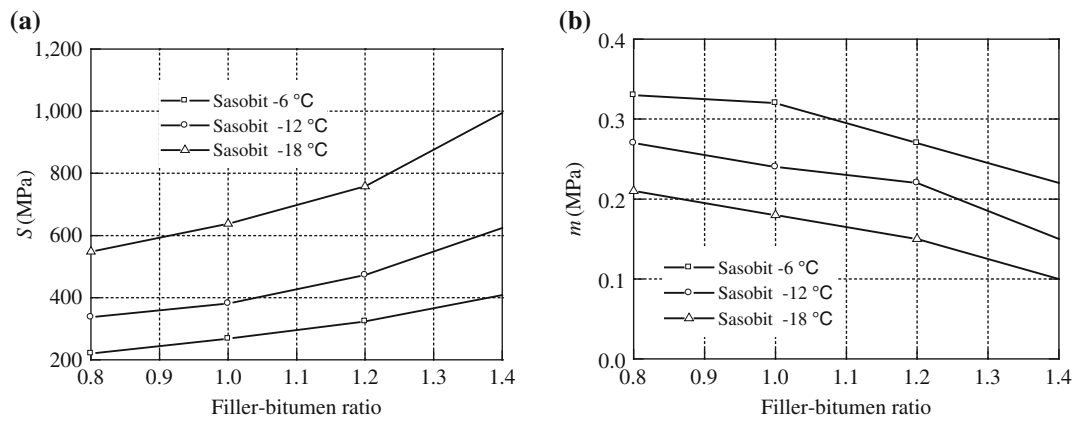 (a)
1,200
1,000
800
600
400
200
S (MPa)
Sasobit -6 °C
Sasobit -12 °C
Sasobit -18 °C
0.8 0.9 1.0 1.1 1.2 1.3 1.4
Filler-bitumen ratio
(b)
0.4
0.3
0.2
0.1
0.0
m (MPa)
Sasobit -6 °C
Sasobit -12 °C
Sasobit -18 °C
0.8 0.9 1.0 1.1 1.2 1.3 1.4
Filler-bitumen ratio